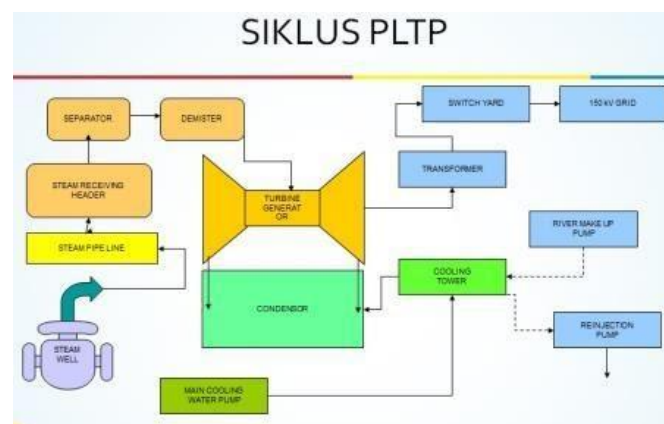 SIKLUS PLTP
SEPARATOR
DEMISTER
SWITCH YARD
150 kV GRID
STEAM RECEIVING
HEADER
TURBINE
GENERAT
OR
TRANSFORMER
STEAM PIPE LINE
RIVER MAKE UP
PUMP
COOLING
TOWER
CONDENSOR
STEAM
WELL
REINJECTION
PUMP
MAIN COOLING
WATER PUMP